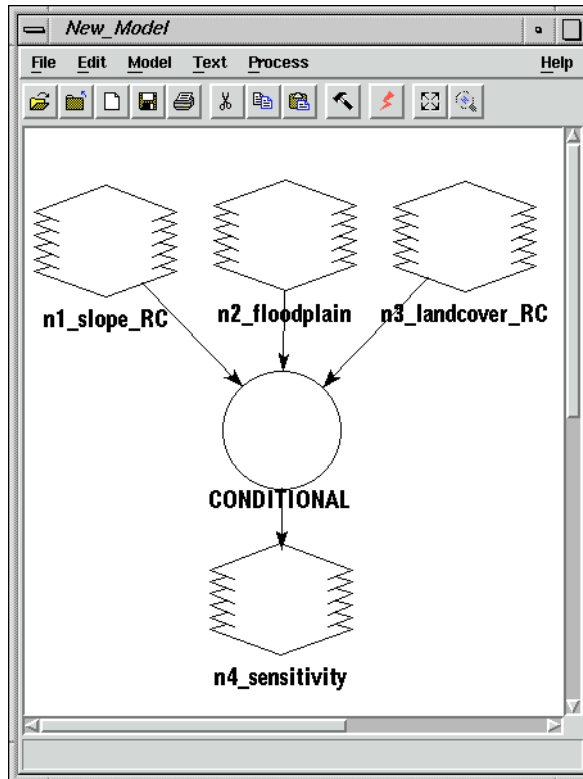 New_Model
File Edit Model Text Process Help
n1_slope_RC
n2_floodplain
n3_landcover_RC
CONDITIONAL
n4_sensitivity